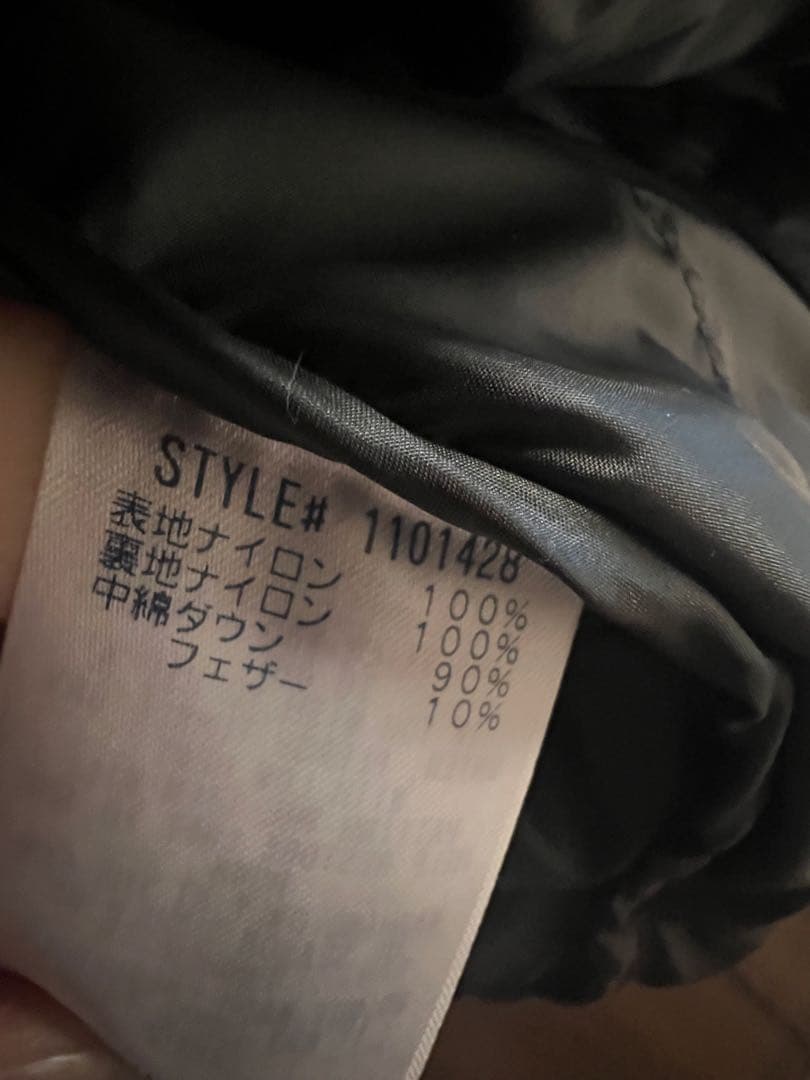 STYLE# 1101428
表地ナイロン 100%
裏地ナイロン 100%
中綿ダウン 90%
フェザー 10%